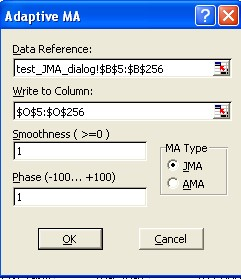 Adaptive MA
Data Reference:
test_JMA_dialog!$B$5:$B$256
Write to Column:
$O$5:$O$256
Smoothness ( >=0 )
1
MA Type
JMA
AMA
Phase (-100... +100)
1
OK
Cancel